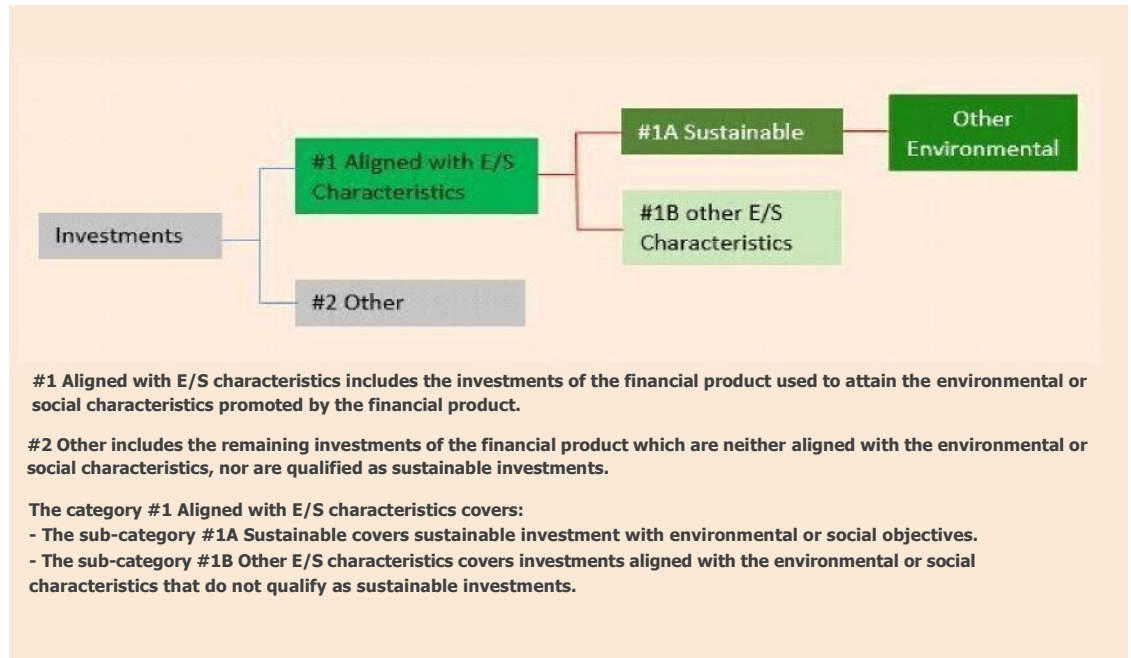 Other
Environmental
#1A Sustainable
#1 Aligned with E/S
Characteristics
#1B other E/S
Characteristics
Investments
#2 Other
#1 Aligned with E/S characteristics includes the investments of the financial product used to attain the environmental or
social characteristics promoted by the financial product.
#2 Other includes the remaining investments of the financial product which are neither aligned with the environmental or
social characteristics, nor are qualified as sustainable investments.
The category #1 Aligned with E/S characteristics covers:
- The sub-category #1A Sustainable covers sustainable investment with environmental or social objectives.
- The sub-category #1B Other E/S characteristics covers investments aligned with the environmental or social
characteristics that do not qualify as sustainable investments.